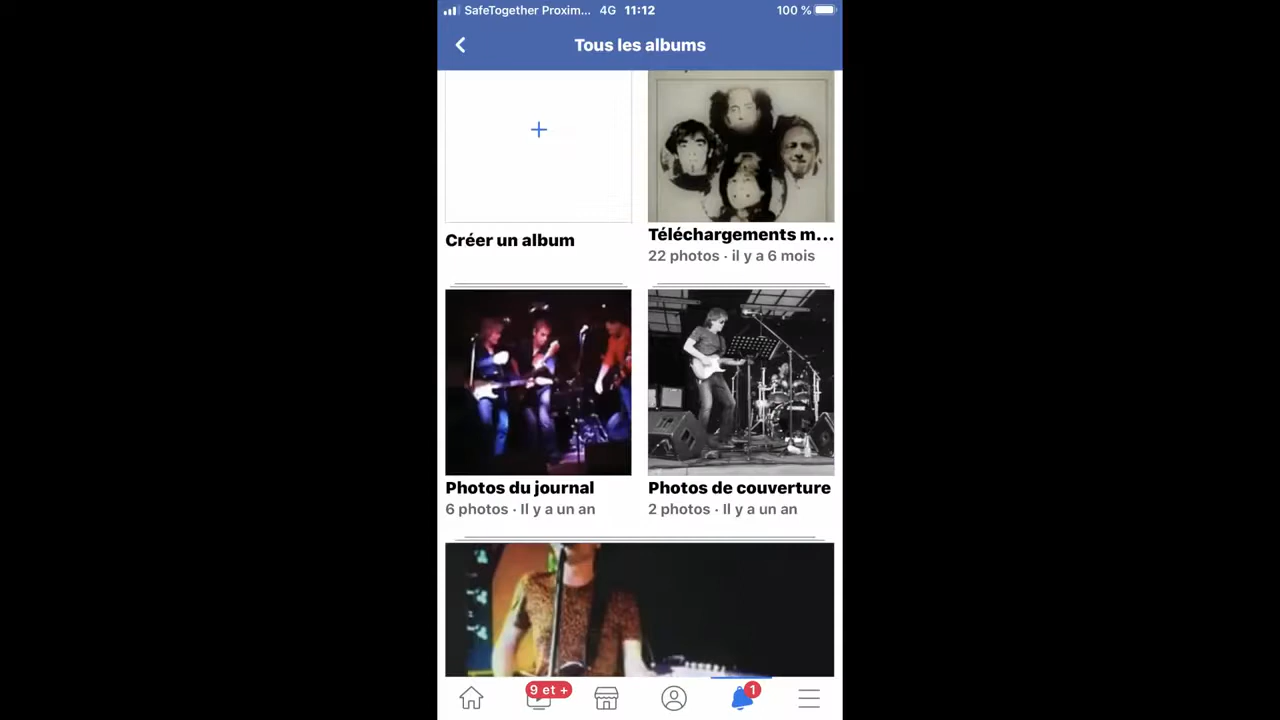 SafeTogether Proxim... 4G 11:12 100 %
Tous les albums
Créer un album
Téléchargements m...
22 photos · il y a 6 mois
Photos du journal
6 photos · Il y a un an
Photos de couverture
2 photos · Il y a un an
9 et +
1